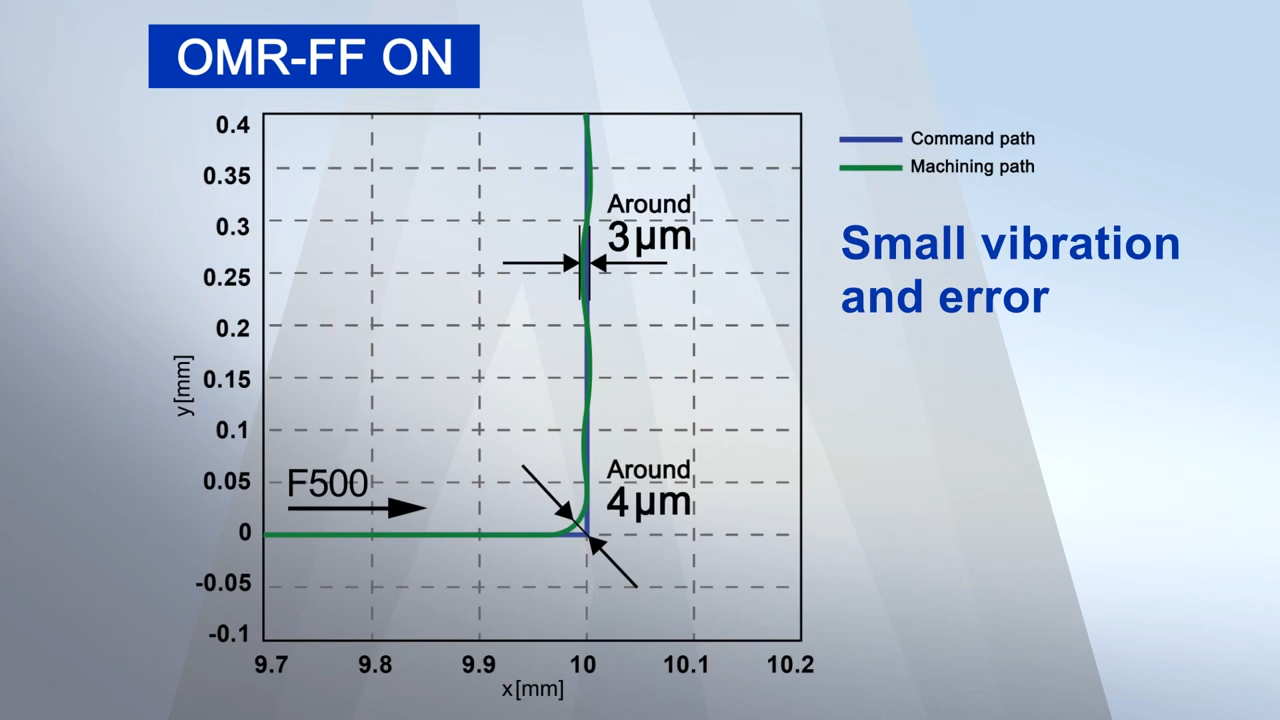 OMR-FF ON
Command path
Machining path
Small vibration
and error
0.4
0.35
0.3
0.25
0.2
0.15
0.1
0.05
0
-0.05
-0.1
y[mm]
Around
3μm
Around
4μm
F500
9.7 9.8 9.9 10 10.1 10.2
x[mm]